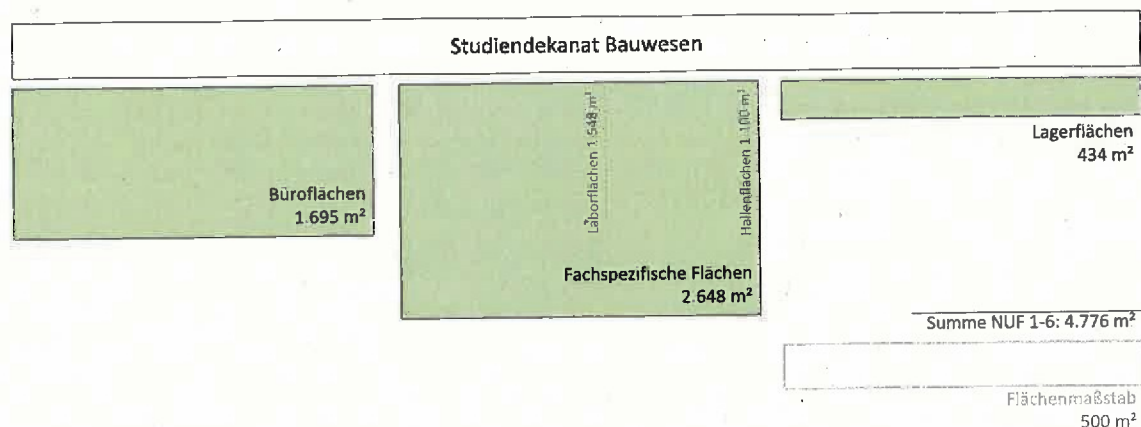 Studiendekanat Bauwesen
Büroflächen
1.695 m²
Laborflächen 1 548 m²
Hallenflächen 1 100 m²
Fachspezifische Flächen
2.648 m²
Lagerflächen
434 m²
Summe NUF 1-6: 4.776 m²
Flächenmaßstab
500 m²